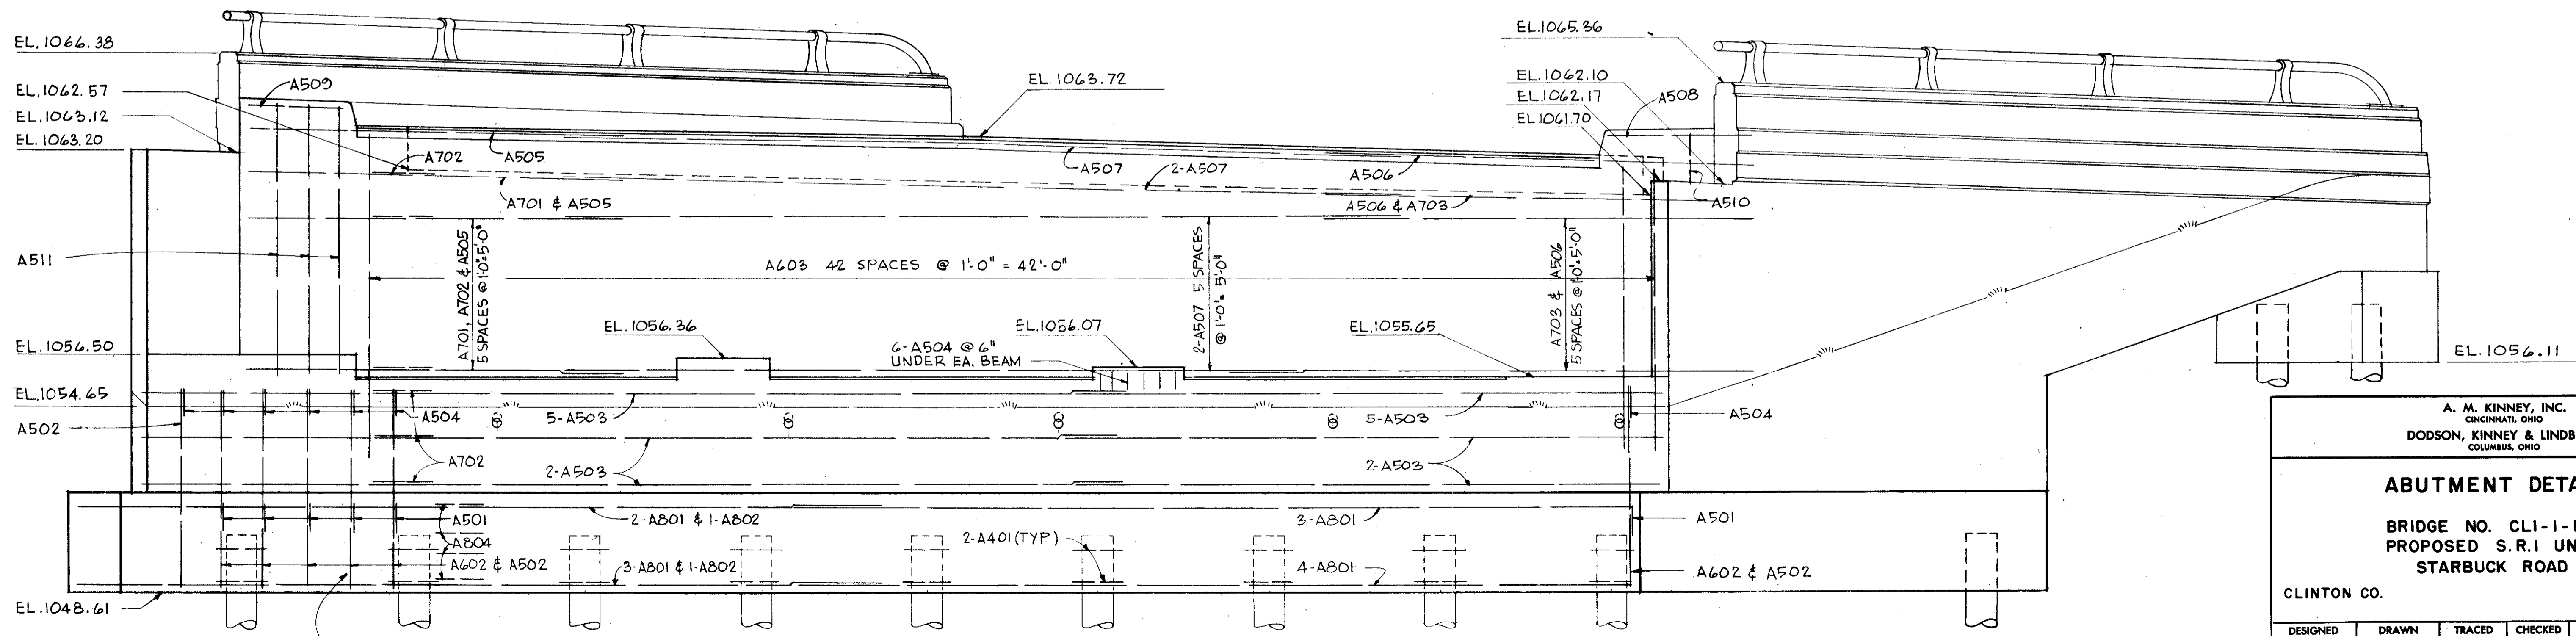 EL.1066.38
EL.1062.57
EL.1063.12
EL.1063.20
A509
A702
A505
A701 & A505
EL.1063.72
A507
2-A507
A506
A506 & A703
EL.1065.36
EL.1062.10
EL.1062.17
EL.1061.70
A508
A510
A511
A701, A702 & A505
5 SPACES @ 1'-0"=5'-0"
A603 42 SPACES @ 1'-0" = 42'-0"
2-A507 5 SPACES
@ 1'-0"= 5'-0"
A703 & A506
5 SPACES @ 1'-0"=5'-0"
EL.1056.50
EL.1056.36
EL.1056.07
EL.1055.65
6-A504 @ 6"
UNDER EA. BEAM
EL.1056.11
EL.1054.65
A502
A504
5-A503
5-A503
A504
A702
2-A503
2-A503
A501
A804
A602 & A502
2-A801 & 1-A802
3-A801 & 1-A802
2-A401 (TYP.)
3-A801
4-A801
A501
A602 & A502
EL.1048.61
A. M. KINNEY, INC.
CINCINNATI, OHIO
DODSON, KINNEY & LINDB
COLUMBUS, OHIO
ABUTMENT DETA
BRIDGE NO. CLI-1-
PROPOSED S.R.1 UN
STARBUCK ROAD
CLINTON CO.
DESIGNED DRAWN TRACED CHECKED